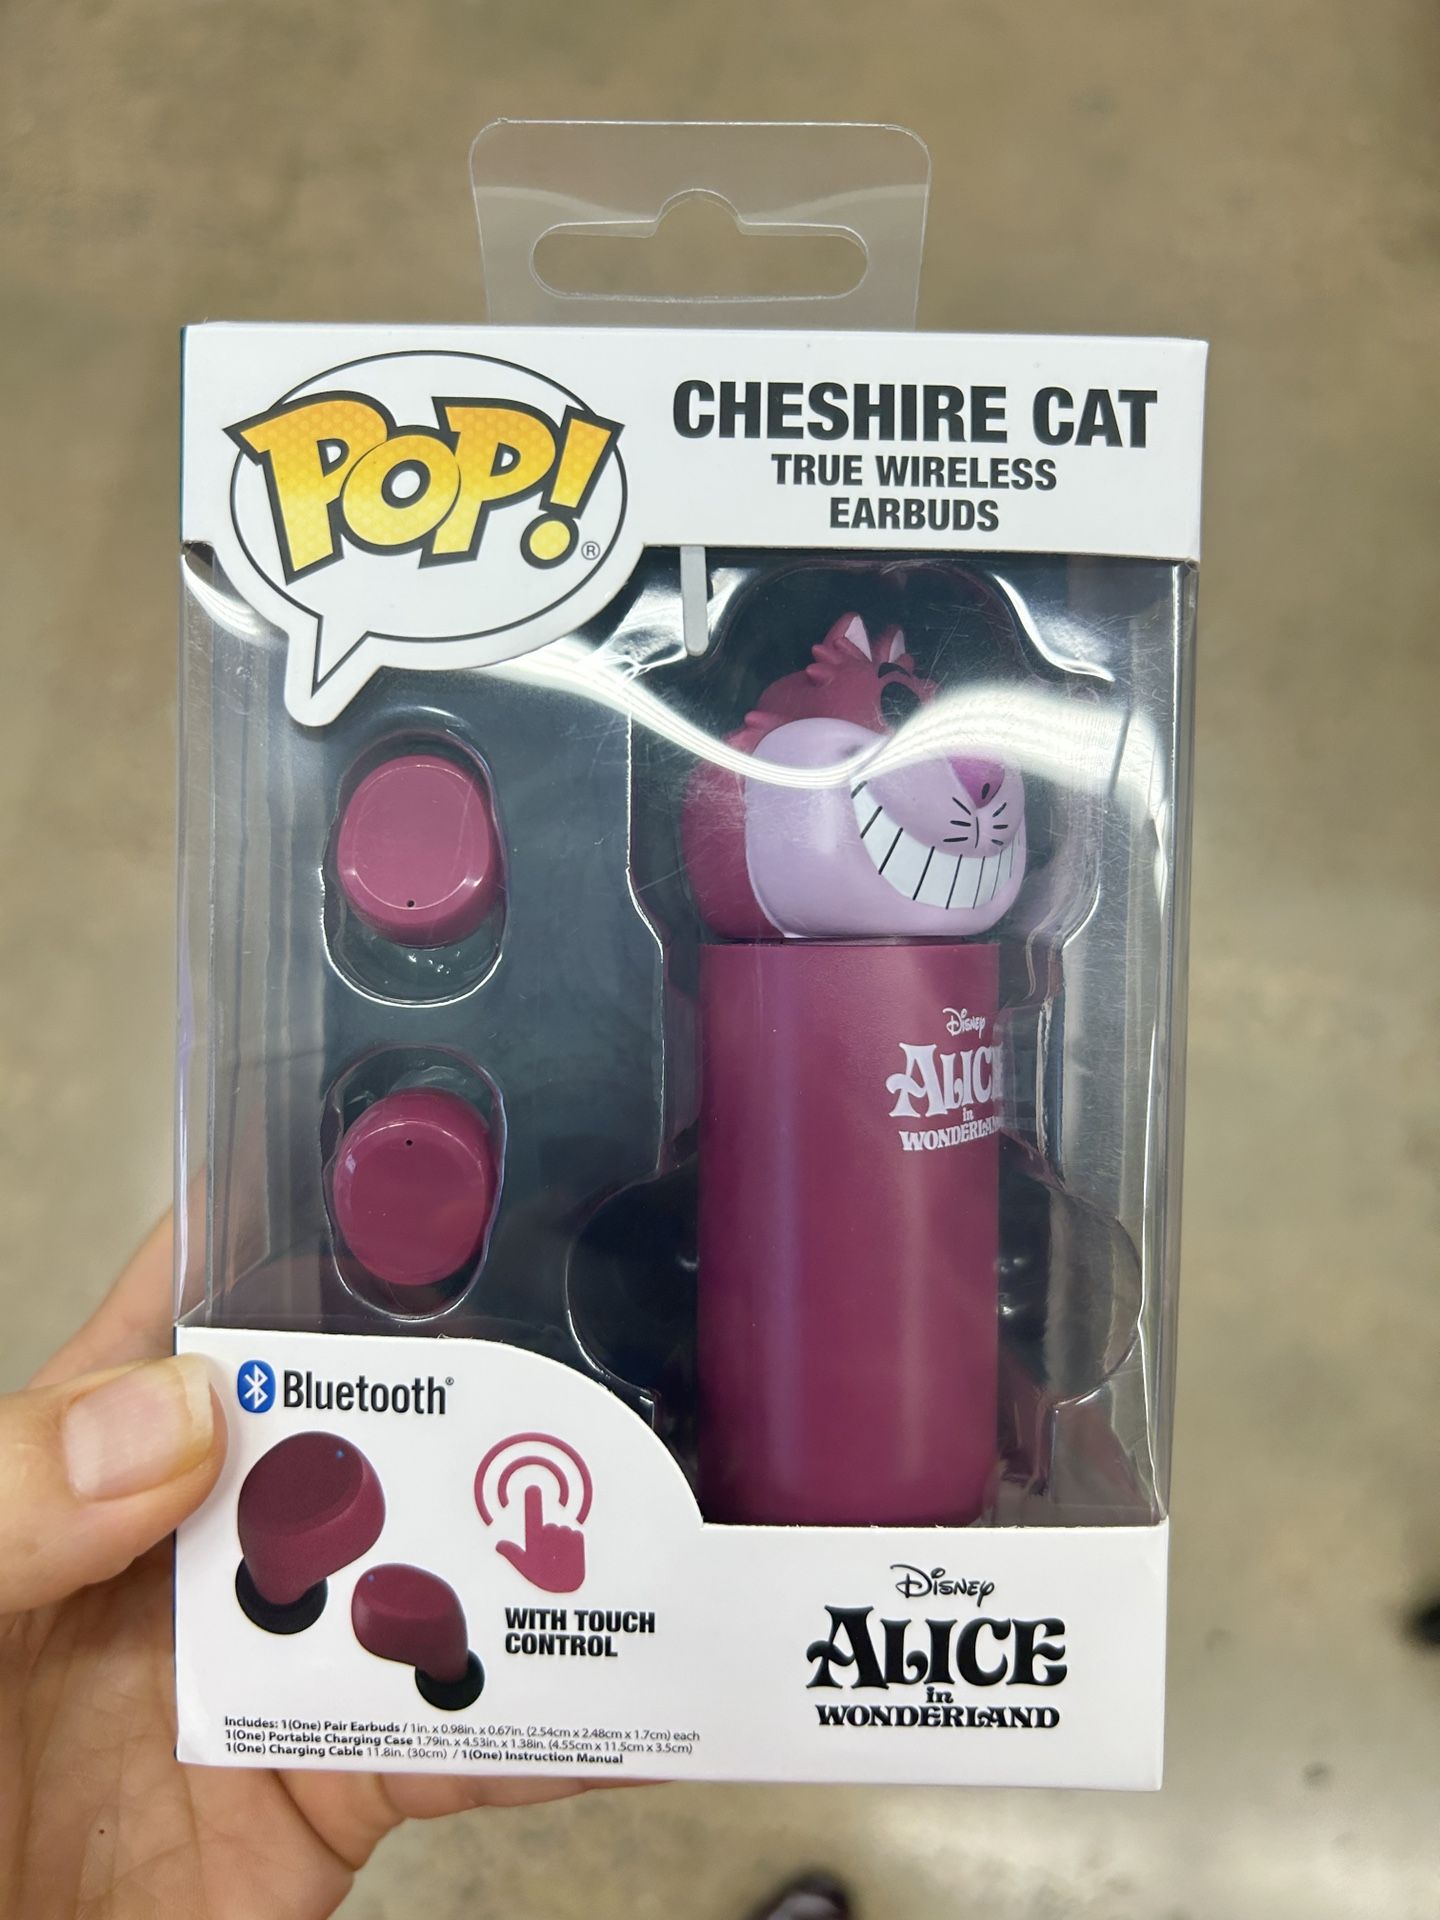 POP!®
CHESHIRE CAT
TRUE WIRELESS
EARBUDS
Disney
ALICE
in
WONDERLAND
Bluetooth®
WITH TOUCH
CONTROL
Disney
ALICE
in
WONDERLAND
Includes: 1(One) Pair Earbuds / 1in. x 0.98in. x 0.67in. (2.54cm x 2.48cm x 1.7cm) each
1(One) Portable Charging Case 1.79in. x 4.53in. x 1.38in. (4.55cm x 11.5cm x 3.5cm)
1(One) Charging Cable 11.8in. (30cm) / 1(One) Instruction Manual